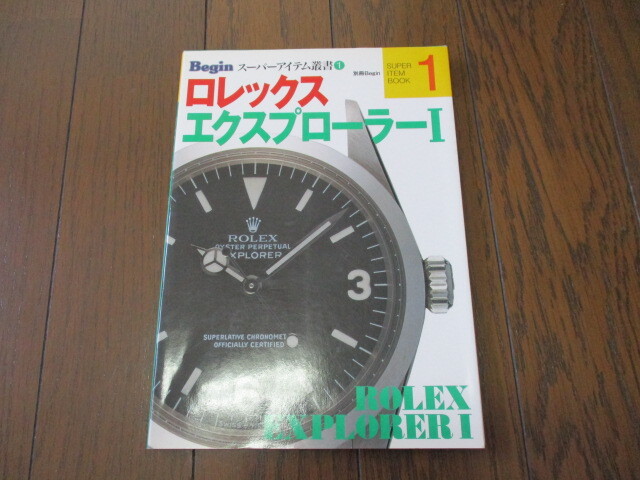 Begin スーパーアイテム叢書1
別冊Begin
SUPER
ITEM
BOOK
1
ロレックス
エクスプローラーI
ROLEX
OYSTER PERPETUAL
EXPLORER
3
SUPERLATIVE CHRONOMETER
OFFICIALLY CERTIFIED
ROLEX
EXPLORER I